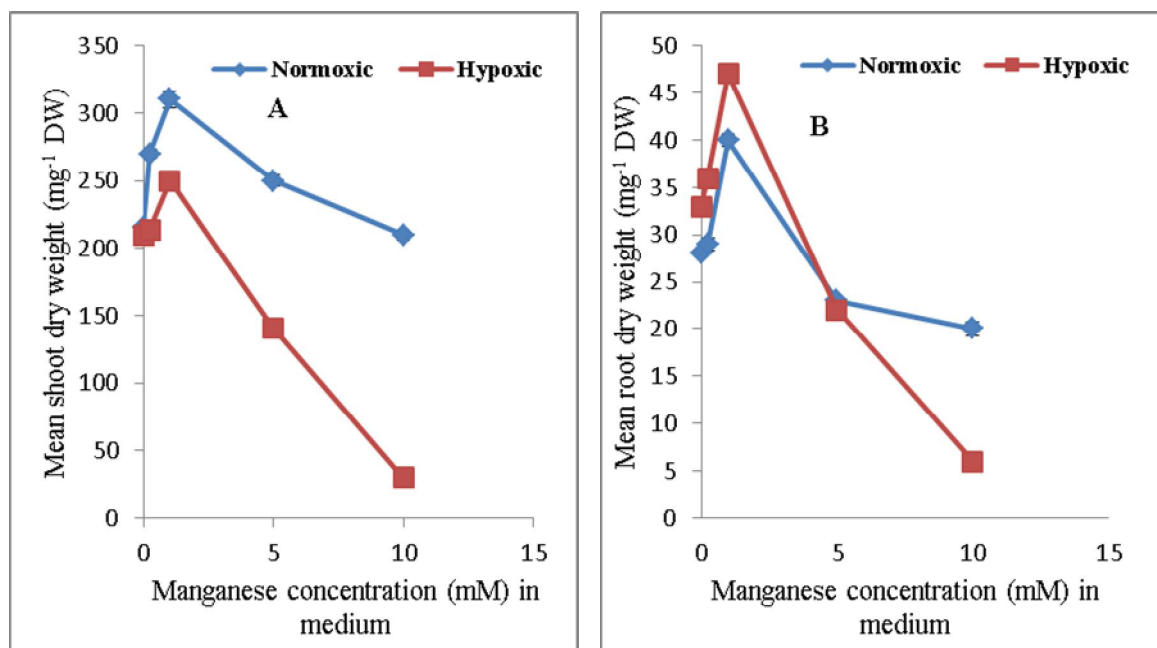 Mean shoot dry weight (mg-1 DW)
350
300
250
200
150
100
50
0
Normoxic Hypoxic
A
0 5 10 15
Manganese concentration (mM) in
medium
Mean root dry weight (mg-1 DW)
50
45
40
35
30
25
20
15
10
5
0
Normoxic Hypoxic
B
0 5 10 15
Manganese concentration (mM) in
medium